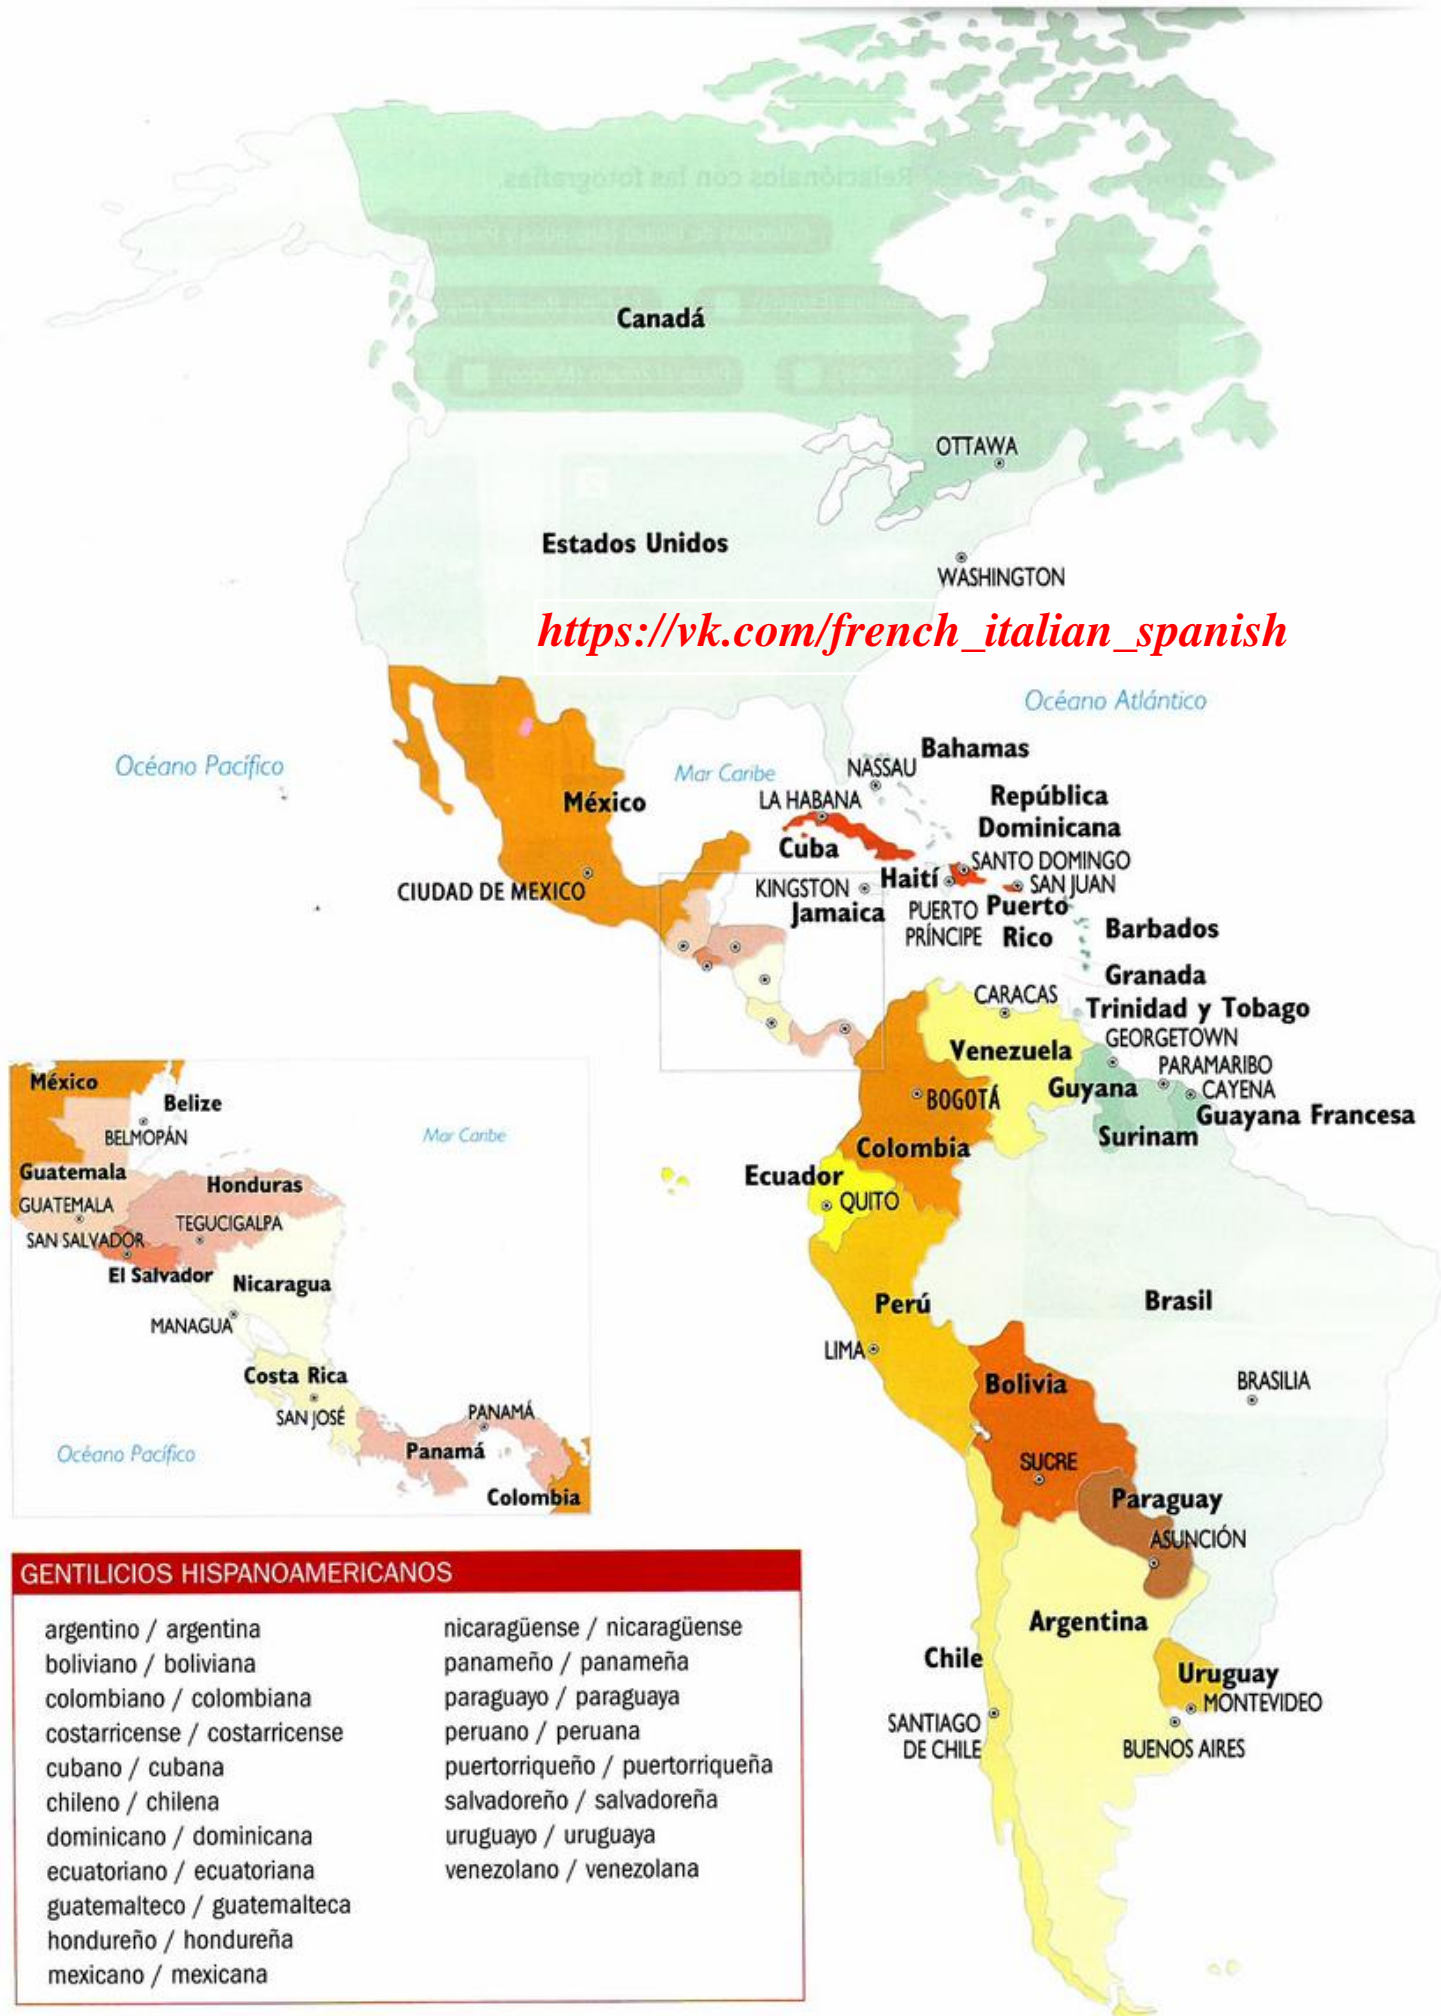 Canadá
OTTAWA
Estados Unidos
WASHINGTON
https://vk.com/french_italian_spanish
Océano Atlántico
Océano Pacífico
Mar Caribe
NASSAU
Bahamas
LA HABANA
República
Dominicana
México
Cuba
SANTO DOMINGO
CIUDAD DE MEXICO
KINGSTON
Haití
SAN JUAN
Jamaica
PUERTO
PRÍNCIPE
Puerto
Rico
Barbados
Granada
CARACAS
Trinidad y Tobago
GEORGETOWN
Venezuela
PARAMARIBO
Guyana
CAYENA
BOGOTÁ
Guayana Francesa
Surinam
Colombia
Ecuador
QUITO
Perú
Brasil
LIMA
Bolivia
BRASILIA
SUCRE
Paraguay
ASUNCIÓN
Argentina
Chile
Uruguay
MONTEVIDEO
SANTIAGO
DE CHILE
BUENOS AIRES
México
Belize
BELMOPÁN
Mar Caribe
Guatemala
Honduras
GUATEMALA
TEGUCIGALPA
SAN SALVADOR
El Salvador
Nicaragua
MANAGUA
Costa Rica
SAN JOSÉ
PANAMÁ
Océano Pacífico
Panamá
Colombia
GENTILICIOS HISPANOAMERICANOS
argentino / argentina
boliviano / boliviana
colombiano / colombiana
costarricense / costarricense
cubano / cubana
chileno / chilena
dominicano / dominicana
ecuatoriano / ecuatoriana
guatemalteco / guatemalteca
hondureño / hondureña
mexicano / mexicana
nicaragüense / nicaragüense
panameño / panameña
paraguayo / paraguaya
peruano / peruana
puertorriqueño / puertorriqueña
salvadoreño / salvadoreña
uruguayo / uruguaya
venezolano / venezolana